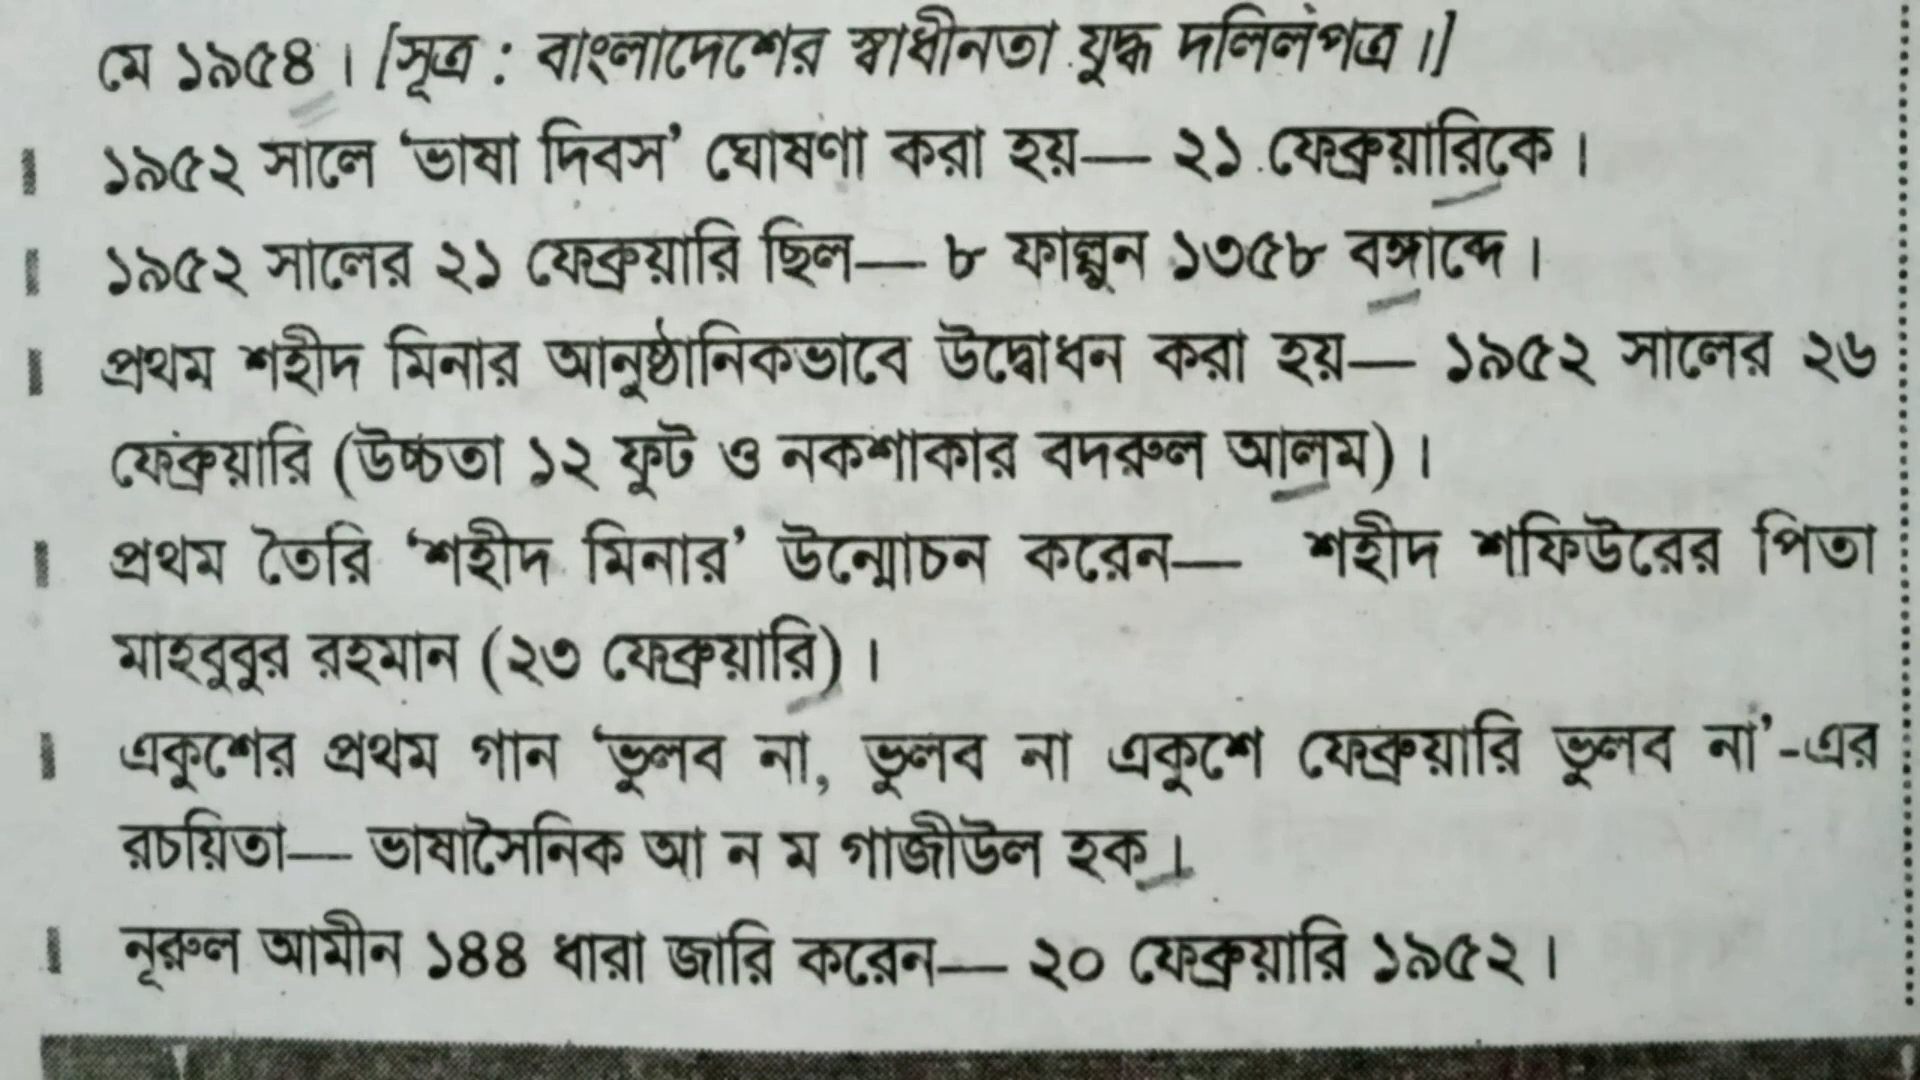 মে ১৯৫৪। [সূত্র : বাংলাদেশের স্বাধীনতা যুদ্ধ দলিলপত্র।]
১৯৫২ সালে ‘ভাষা দিবস’ ঘোষণা করা হয়— ২১ ফেব্রুয়ারিকে।
১৯৫২ সালের ২১ ফেব্রুয়ারি ছিল— ৮ ফাল্গুন ১৩৫৮ বঙ্গাব্দে।
প্রথম শহীদ মিনার আনুষ্ঠানিকভাবে উদ্বোধন করা হয়— ১৯৫২ সালের ২৬
ফেব্রুয়ারি (উচ্চতা ১২ ফুট ও নকশাকার বদরুল আলম)।
প্রথম তৈরি ‘শহীদ মিনার’ উন্মোচন করেন— শহীদ শফিউরের পিতা
মাহবুবুর রহমান (২৩ ফেব্রুয়ারি)।
একুশের প্রথম গান ‘ভুলব না, ভুলব না একুশে ফেব্রুয়ারি ভুলব না’-এর
রচয়িতা— ভাষাসৈনিক আ ন ম গাজীউল হক।
নূরুল আমীন ১৪৪ ধারা জারি করেন— ২০ ফেব্রুয়ারি ১৯৫২।